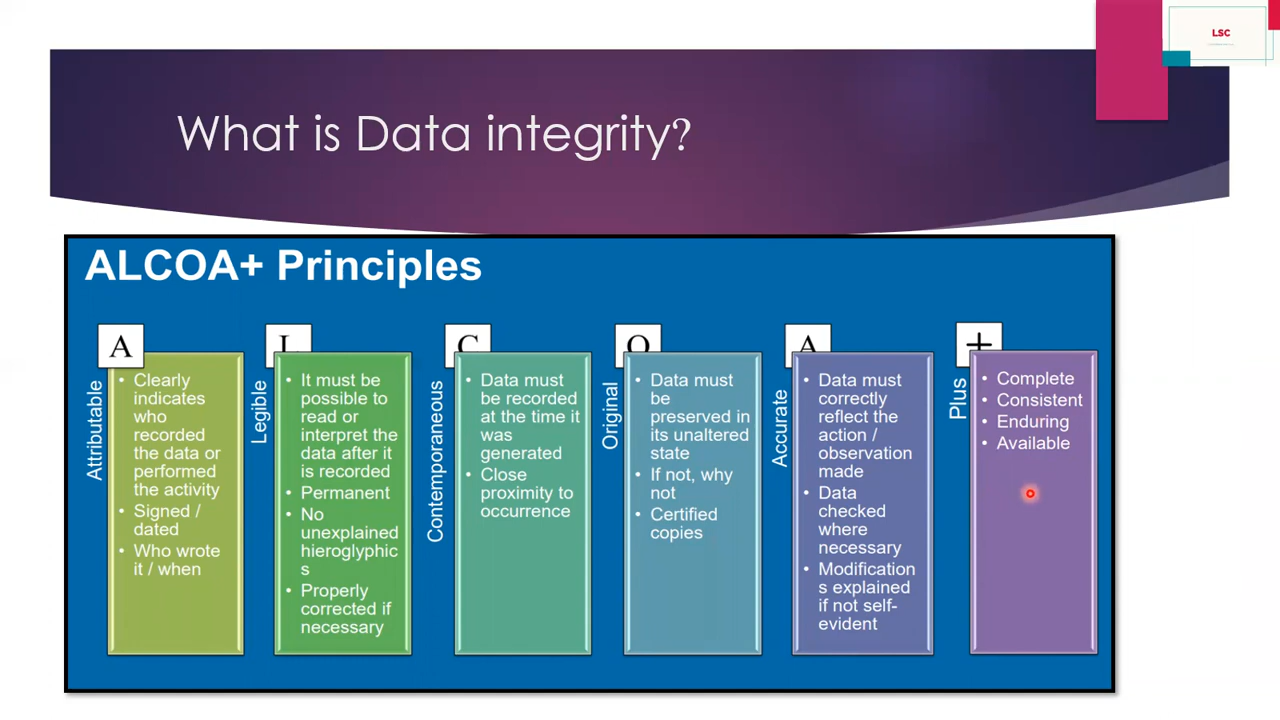 LSC
What is Data integrity?
ALCOA+ Principles
A
Attributable
• Clearly
indicates
who
recorded
the data or
performed
the activity
• Signed /
dated
• Who wrote
it / when
L
Legible
• It must be
possible to
read or
interpret the
data after it
is recorded
• Permanent
• No
unexplained
hieroglyphic
s
• Properly
corrected if
necessary
C
Contemporaneous
• Data must
be recorded
at the time it
was
generated
• Close
proximity to
occurrence
O
Original
• Data must
be
preserved in
its unaltered
state
• If not, why
not
• Certified
copies
A
Accurate
• Data must
correctly
reflect the
action /
observation
made
• Data
checked
where
necessary
• Modification
s explained
if not self-
evident
+
Plus
• Complete
• Consistent
• Enduring
• Available